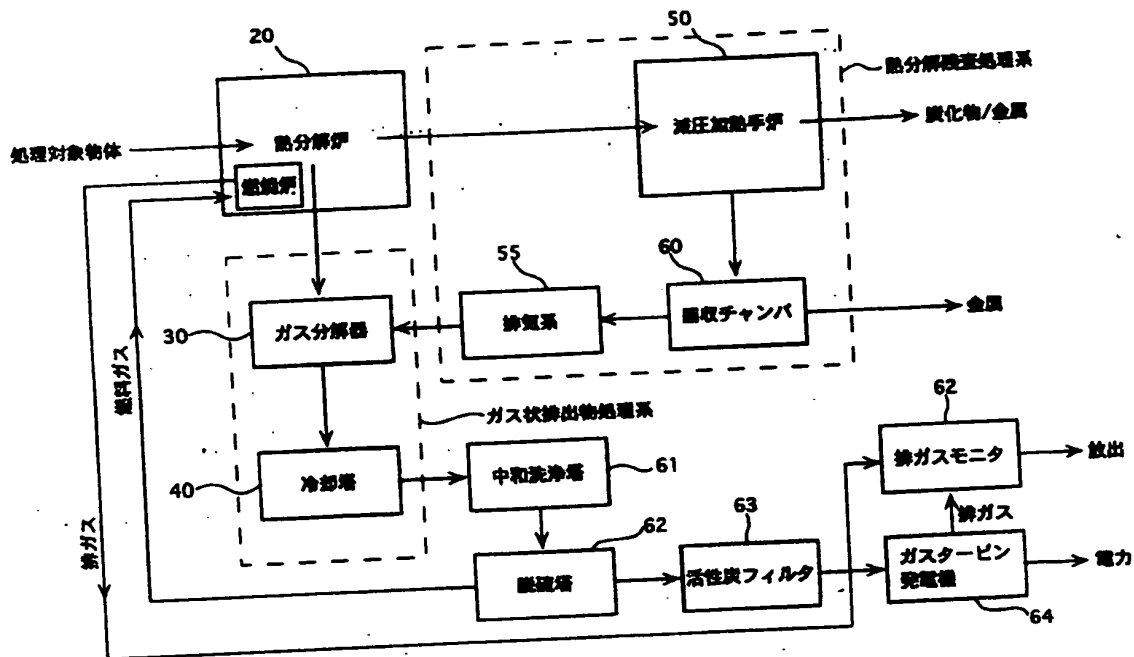 20
50
熱分解残査処理系
熱分解炉
減圧加熱手炉
炭化物/金属
処理対象物体
燃焼炉
55
60
30
ガス分解器
排気系
回収チャンバ
金属
燃料ガス
ガス状排出物処理系
62
40
冷却塔
中和洗浄塔
61
排ガスモニタ
放出
排ガス
62
63
排ガス
脱硫塔
活性炭フィルタ
ガスタービン
発電機
電力
64